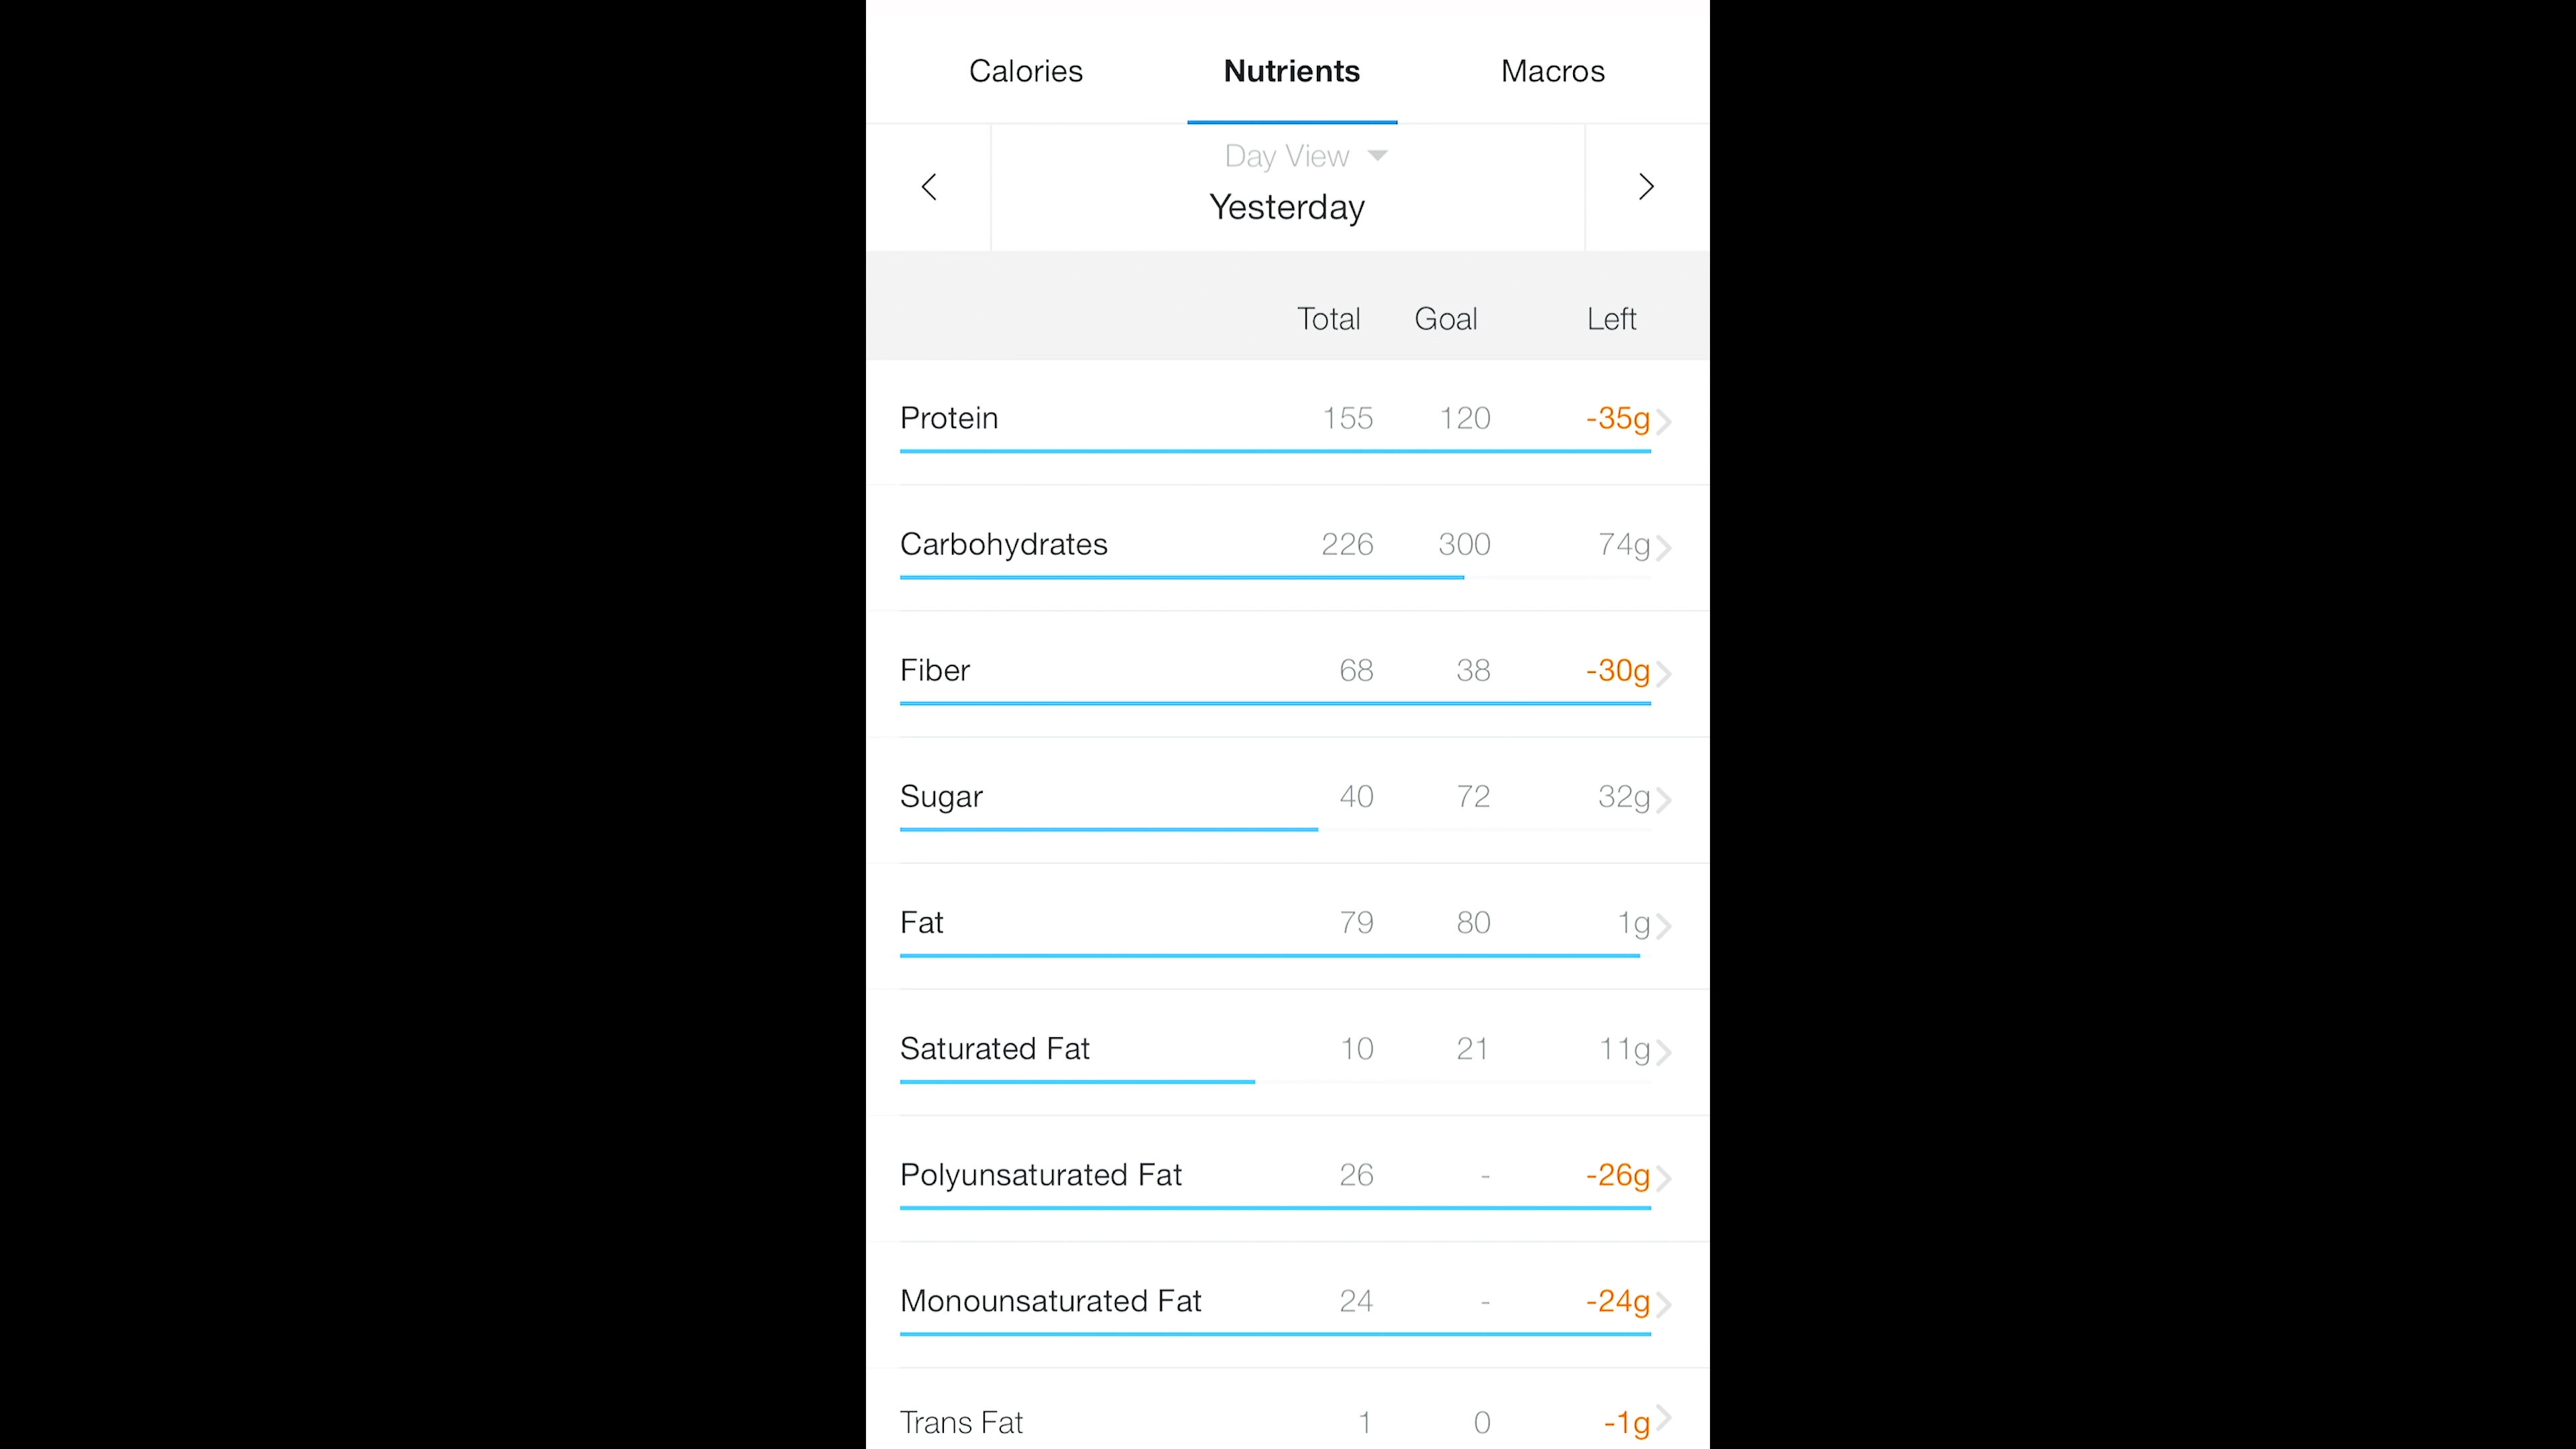 Calories Nutrients Macros
Day View
Yesterday
Total Goal Left
Protein 155 120 -35g
Carbohydrates 226 300 74g
Fiber 68 38 -30g
Sugar 40 72 32g
Fat 79 80 1g
Saturated Fat 10 21 11g
Polyunsaturated Fat 26 - -26g
Monounsaturated Fat 24 - -24g
Trans Fat 1 0 -1g